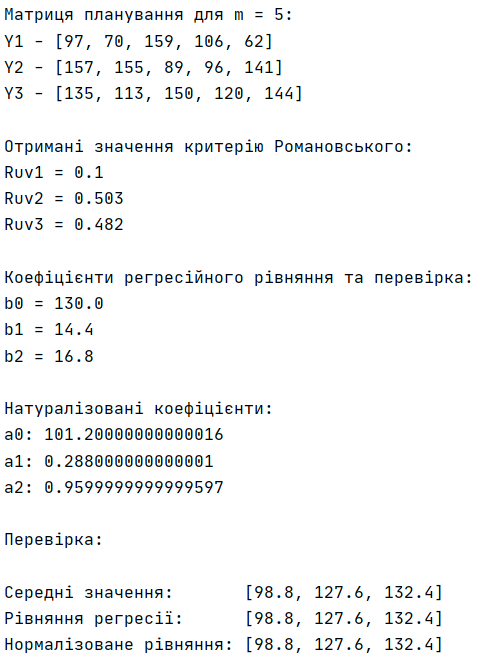 Матриця планування для m = 5:
Y1 - [97, 70, 159, 106, 62]
Y2 - [157, 155, 89, 96, 141]
Y3 - [135, 113, 150, 120, 144]
Отримані значення критерію Романовського:
Ruv1 = 0.1
Ruv2 = 0.503
Ruv3 = 0.482
Коефіцієнти регресійного рівняння та перевірка:
b0 = 130.0
b1 = 14.4
b2 = 16.8
Натуралізовані коефіцієнти:
a0: 101.20000000000016
a1: 0.288000000000001
a2: 0.9599999999999597
Перевірка:
Середні значення: [98.8, 127.6, 132.4]
Рівняння регресії: [98.8, 127.6, 132.4]
Нормалізоване рівняння: [98.8, 127.6, 132.4]